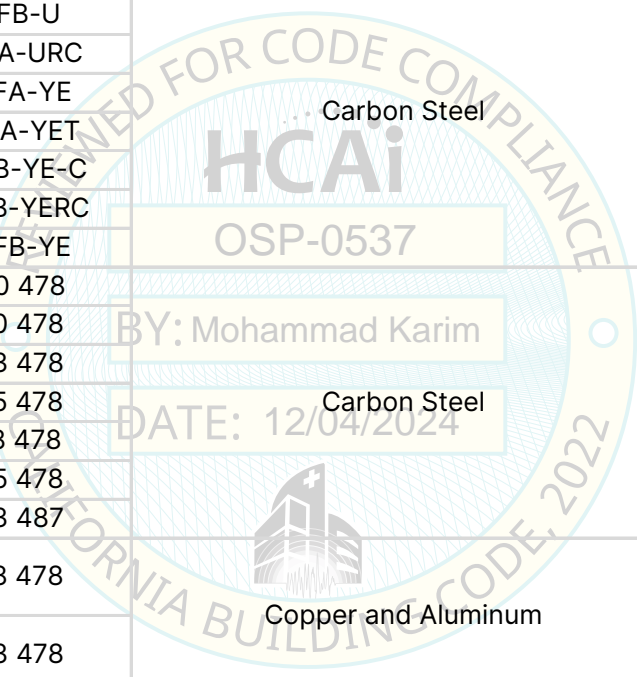 FB-U
A-URC
FA-YE
A-YET
B-YE-C
B-YERC
FB-YE
Carbon Steel
0 478
0 478
3 478
5 478
3 478
5 478
3 487
Carbon Steel
3 478
3 478
Copper and Aluminum
REVIEWED FOR CODE COMPLIANCE
HCAi
OSP-0537
BY: Mohammad Karim
DATE: 12/04/2024
CALIFORNIA BUILDING CODE, 2022